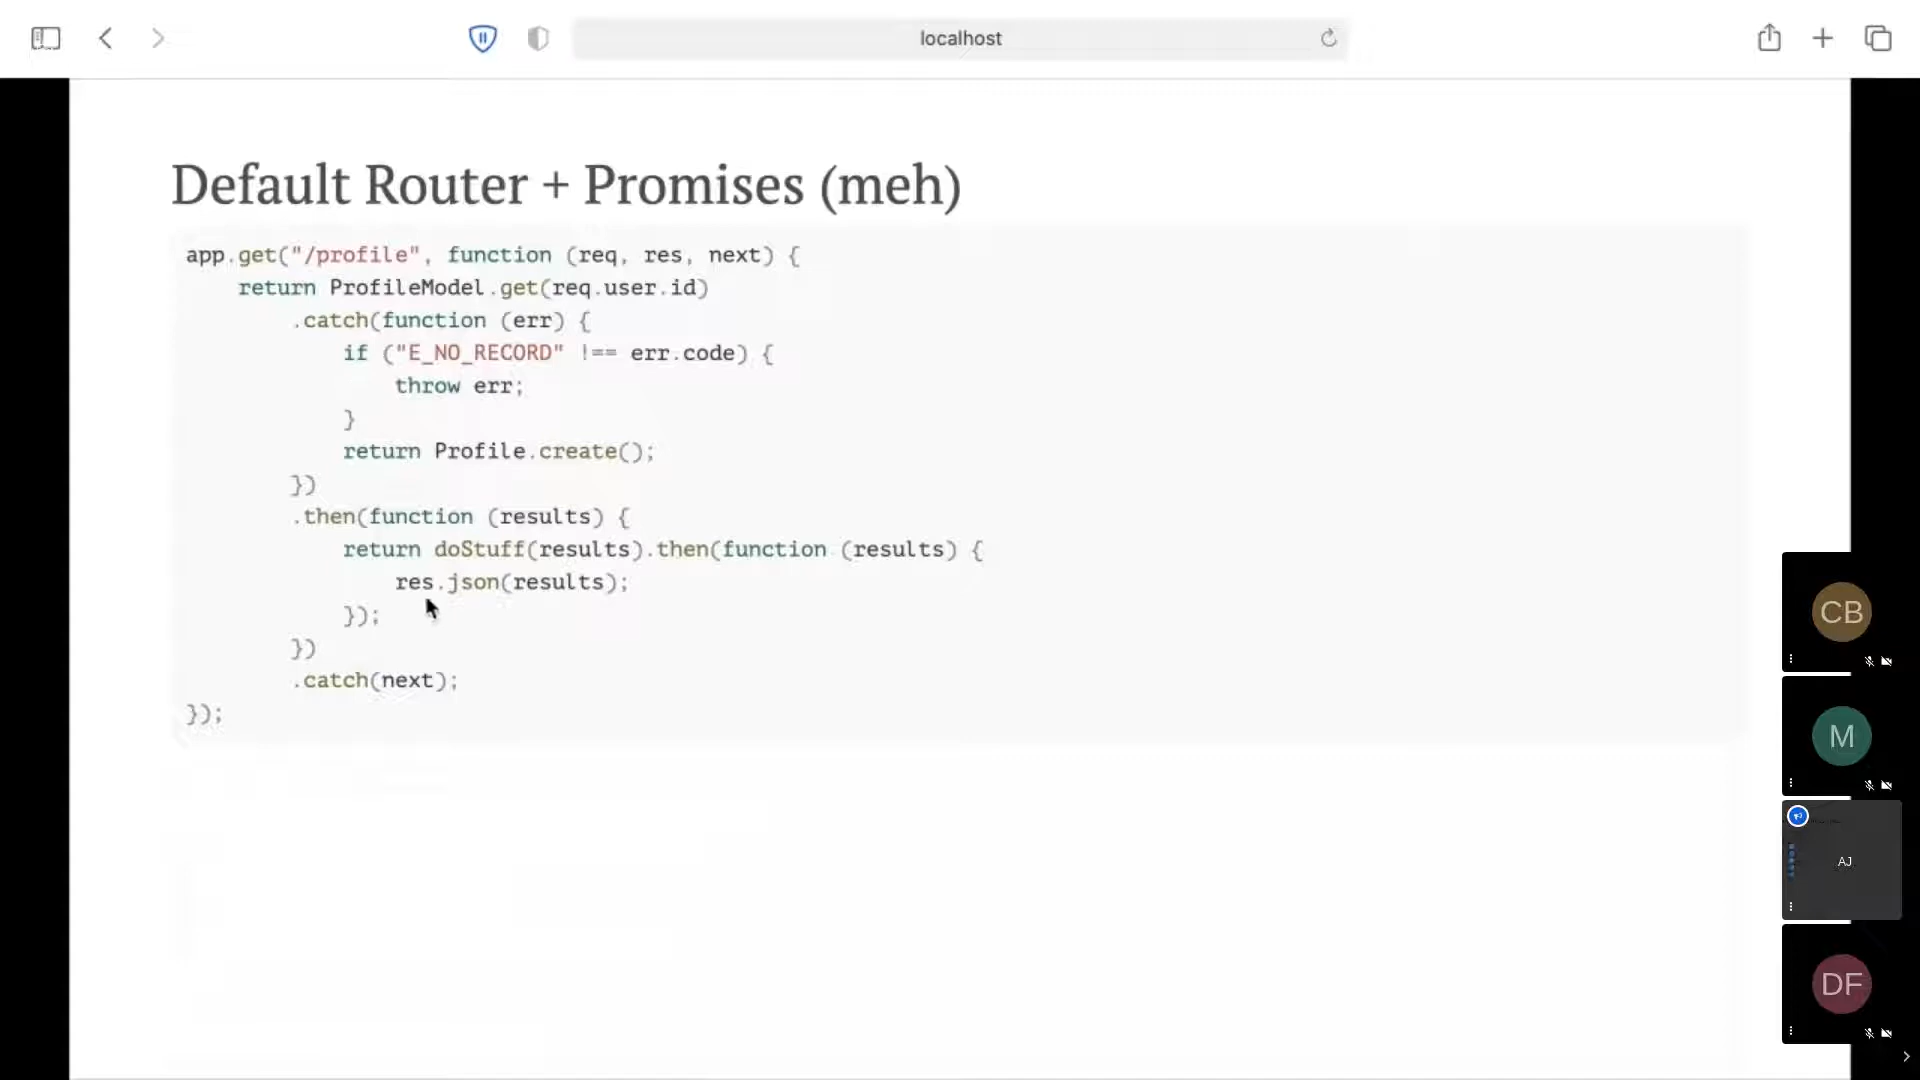 localhost
Default Router + Promises (meh)
app.get("/profile", function (req, res, next) {
    return ProfileModel.get(req.user.id)
        .catch(function (err) {
            if ("E_NO_RECORD" !== err.code) {
                throw err;
            }
            return Profile.create();
        })
        .then(function (results) {
            return doStuff(results).then(function (results) {
                res.json(results);
            });
        })
        .catch(next);
});
CB
M
AJ
DF